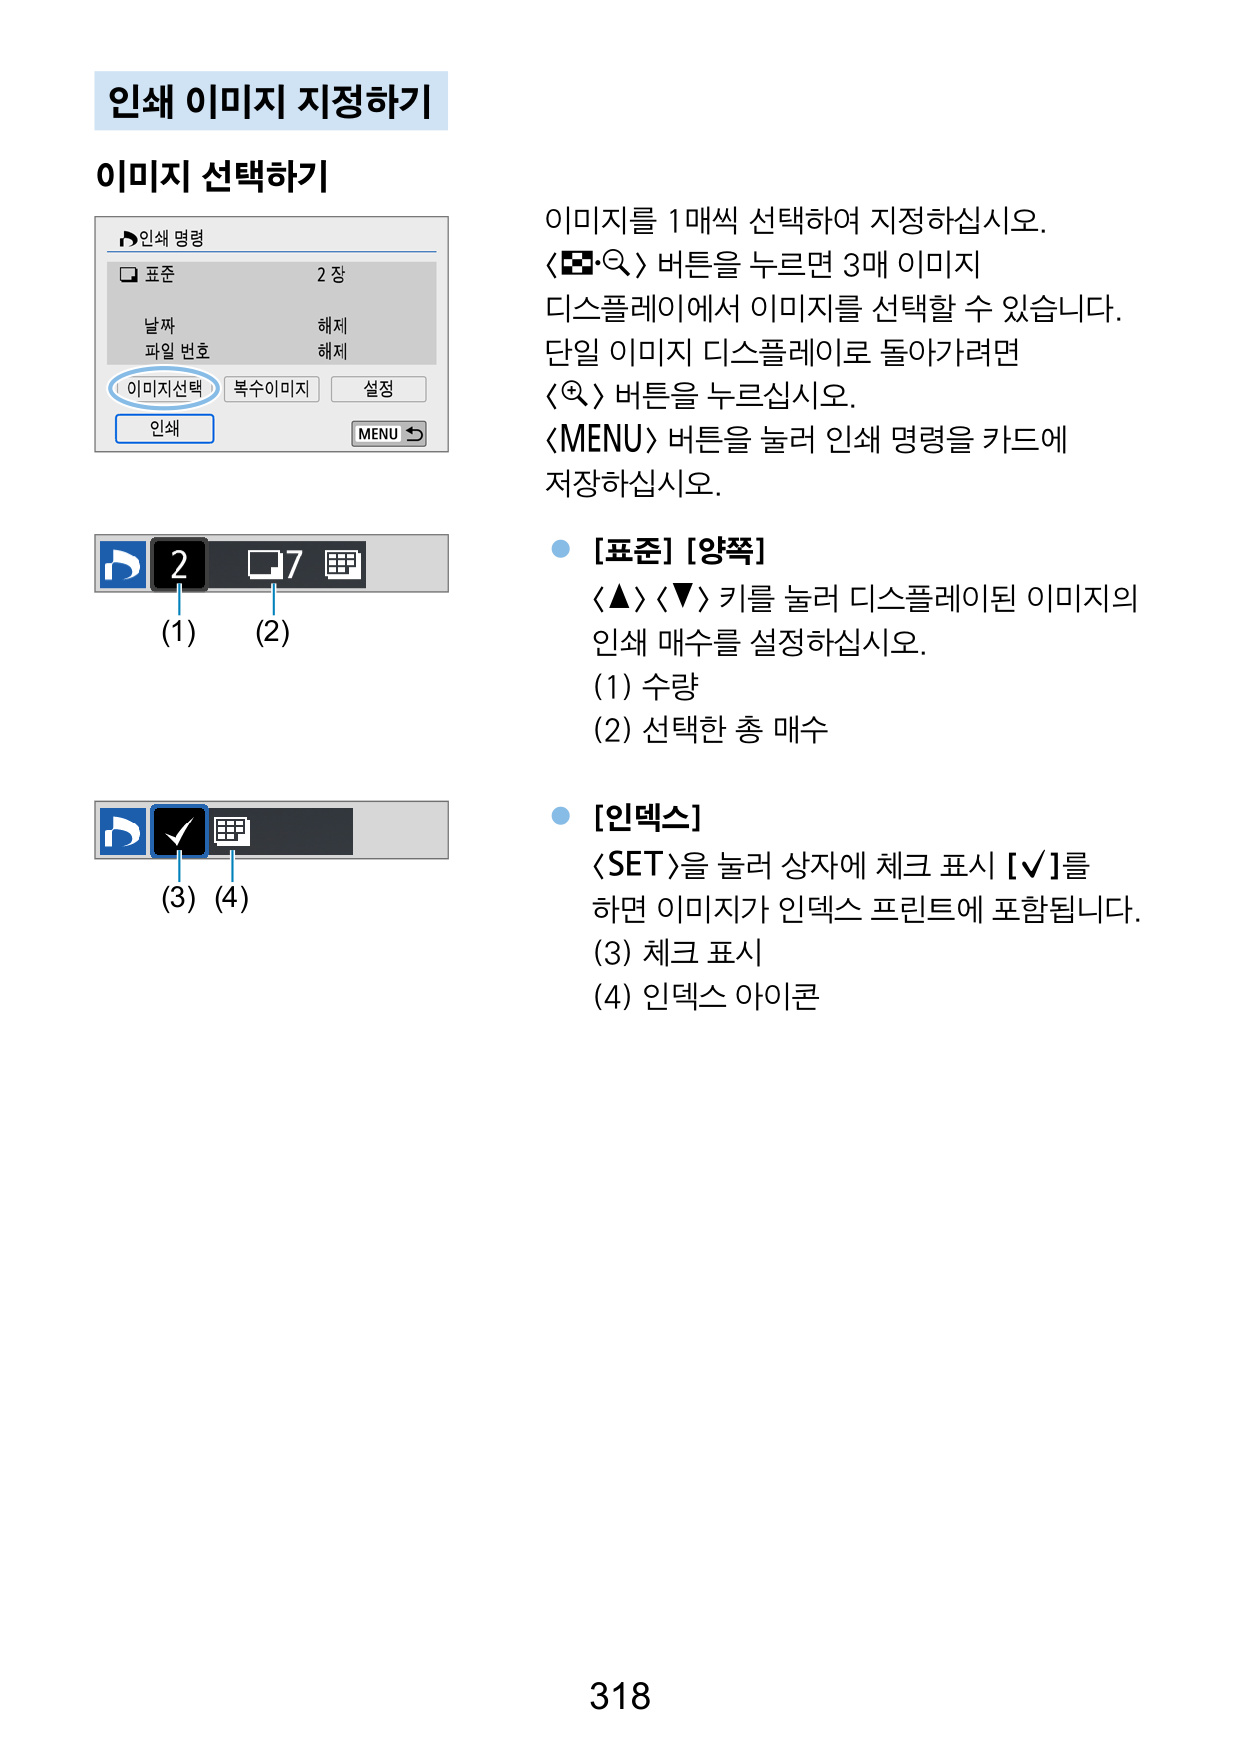 인쇄 이미지 지정하기
이미지 선택하기
인쇄 명령
표준 2 장
날짜 해제
파일 번호 해제
이미지선택 복수이미지 설정
인쇄 MENU
이미지를 1매씩 선택하여 지정하십시오.
< · > 버튼을 누르면 3매 이미지
디스플레이에서 이미지를 선택할 수 있습니다.
단일 이미지 디스플레이로 돌아가려면
< > 버튼을 누르십시오.
<MENU> 버튼을 눌러 인쇄 명령을 카드에
저장하십시오.
2 7
(1) (2)
● [표준] [양쪽]
<▲> <▼> 키를 눌러 디스플레이된 이미지의
인쇄 매수를 설정하십시오.
(1) 수량
(2) 선택한 총 매수
✓
(3) (4)
● [인덱스]
<SET>을 눌러 상자에 체크 표시 [✓]를
하면 이미지가 인덱스 프린트에 포함됩니다.
(3) 체크 표시
(4) 인덱스 아이콘
318